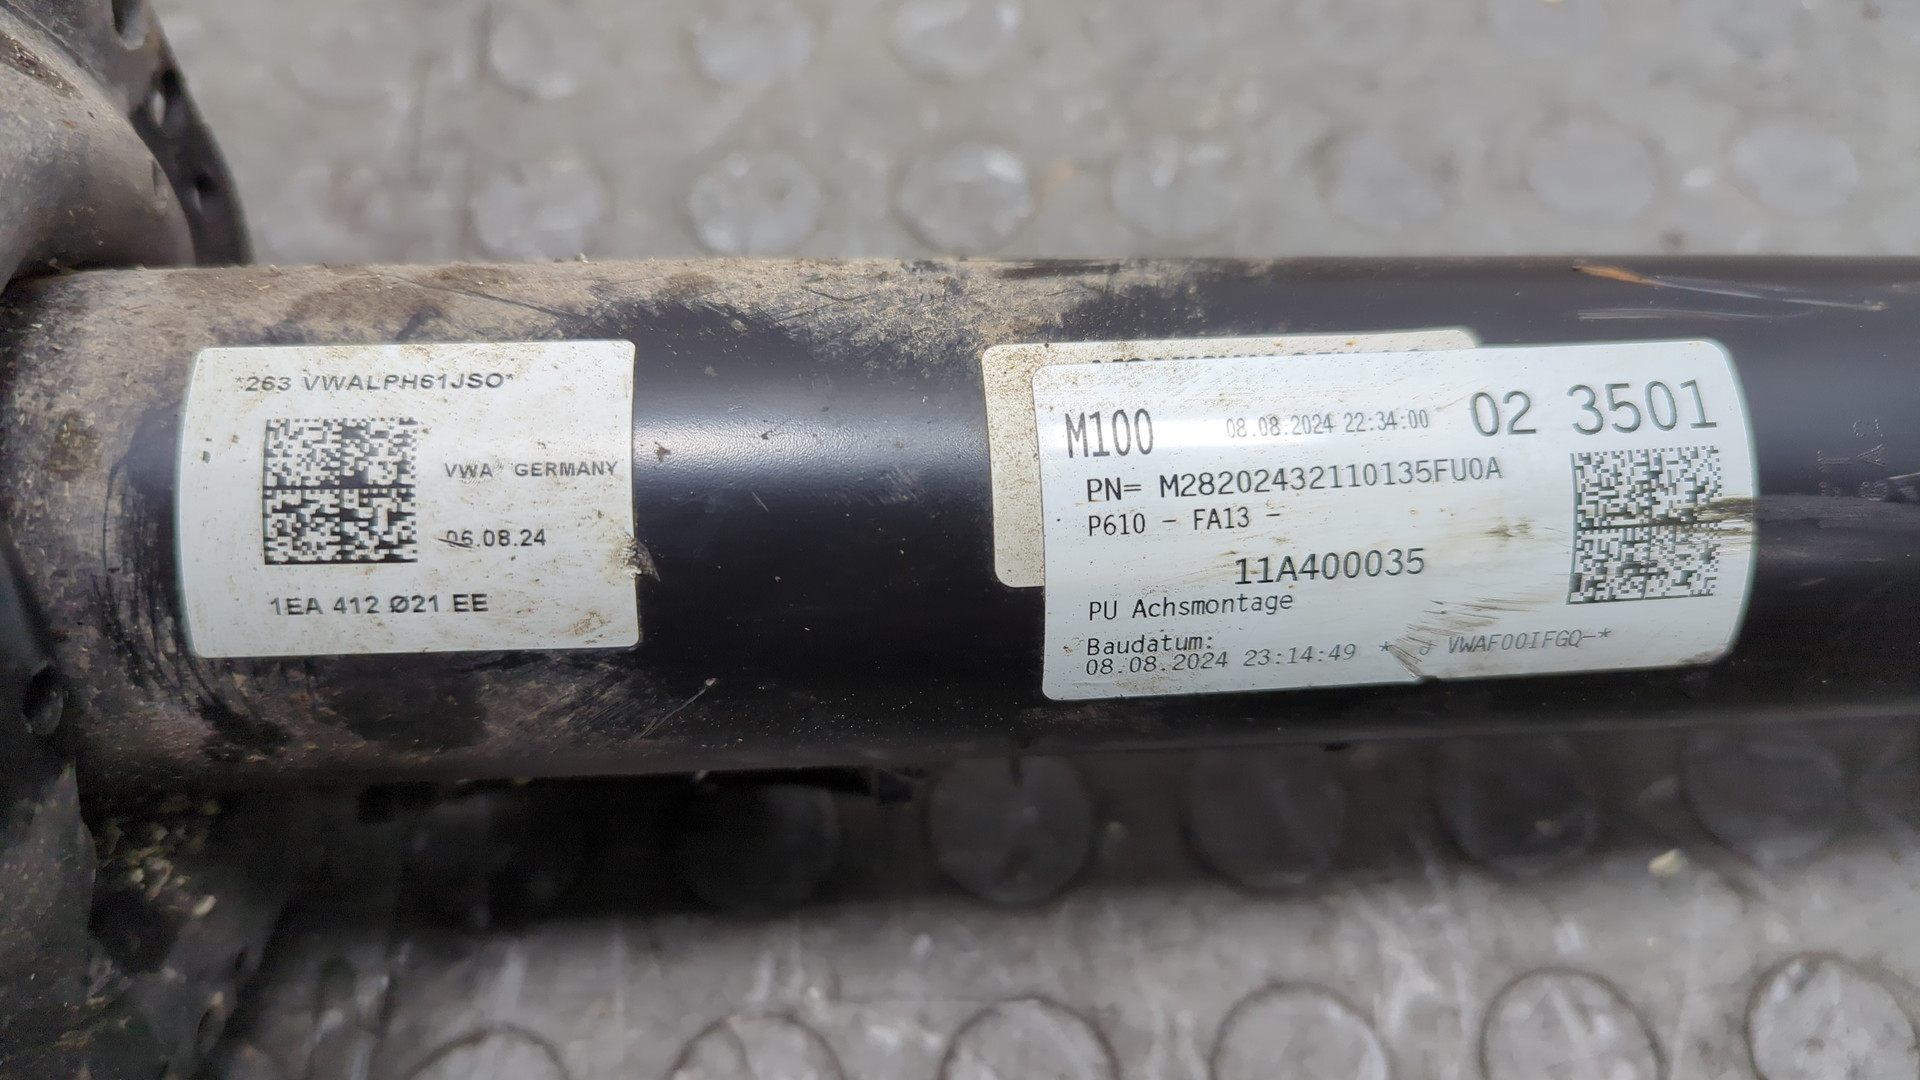 *263 VWALPH61JSO*
VWA GERMANY
06.08.24
1EA 412 Ø21 EE
M100 08.08.2024 22:34:00 02 3501
PN= M28202432110135FU0A
P610 - FA13 -
11A400035
PU Achsmontage
Baudatum:
08.08.2024 23:14:49 * VWAF00IFGQ-*